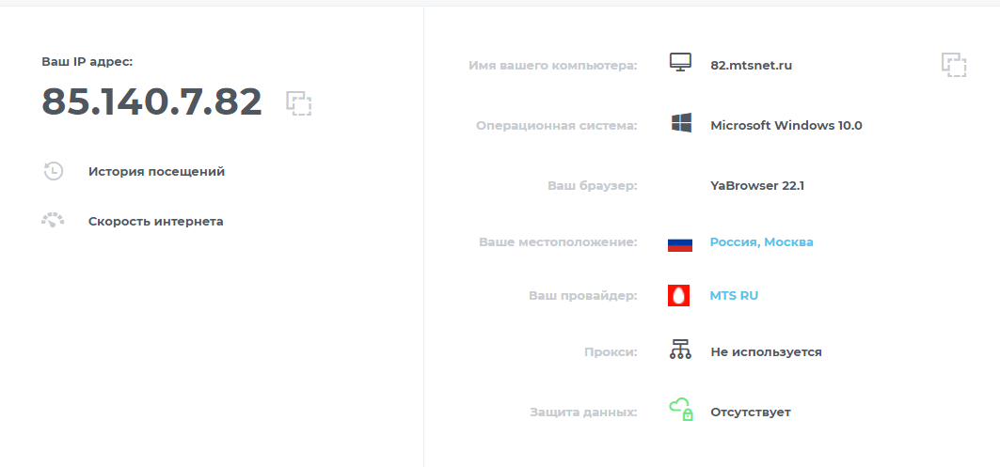 Ваш IP адрес:
85.140.7.82
История посещений
Скорость интернета
Имя вашего компьютера: 82.mtsnet.ru
Операционная система: Microsoft Windows 10.0
Ваш браузер: YaBrowser 22.1
Ваше местоположение: Россия, Москва
Ваш провайдер: MTS RU
Прокси: Не используется
Защита данных: Отсутствует